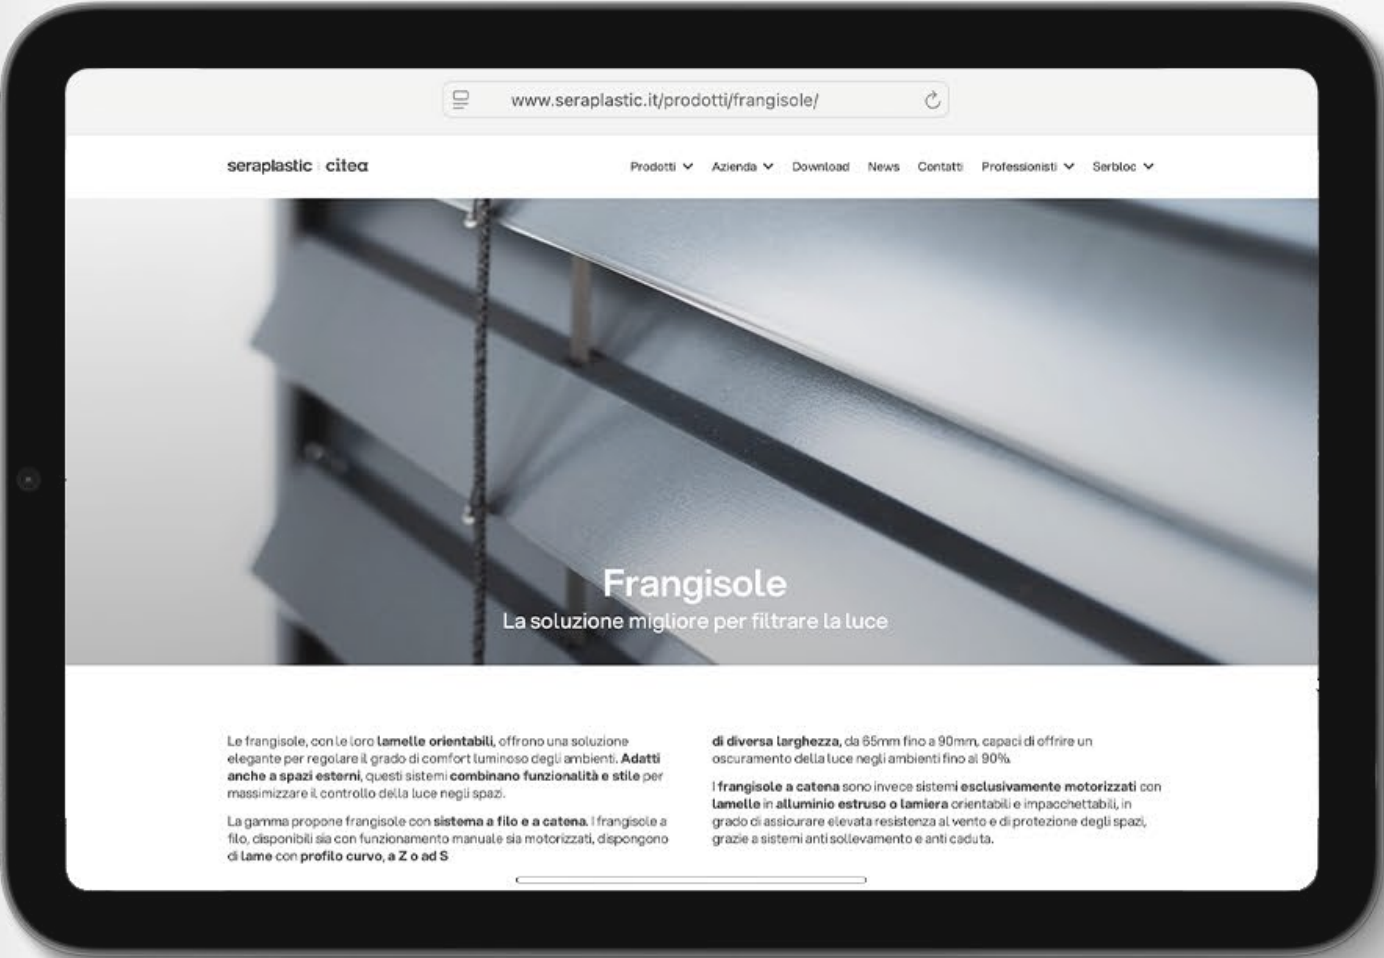 www.seraplastic.it/prodotti/frangisole/
seraplastic citea
Prodotti Azienda Download News Contatti Professionisti Serbloc
Frangisole
La soluzione migliore per filtrare la luce
Le frangisole, con le loro lamelle orientabili, offrono una soluzione
elegante per regolare il grado di comfort luminoso degli ambienti. Adatti
anche a spazi esterni, questi sistemi combinano funzionalità e stile per
massimizzare il controllo della luce negli spazi.
La gamma propone frangisole con sistema a filo e a catena. I frangisole a
filo, disponibili sia con funzionamento manuale sia motorizzati, dispongono
di lame con profilo curvo, a Z o ad S
di diversa larghezza, da 65mm fino a 90mm, capaci di offrire un
oscuramento della luce negli ambienti fino al 90%.
I frangisole a catena sono invece sistemi esclusivamente motorizzati con
lamelle in alluminio estruso o lamiera orientabili e impacchettabili, in
grado di assicurare elevata resistenza al vento e di protezione degli spazi,
grazie a sistemi anti sollevamento e anti caduta.